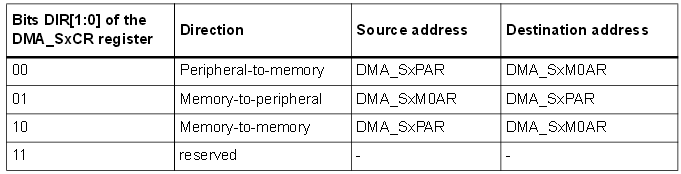 Bits DIR[1:0] of the DMA_SxCR register Direction Source address Destination address
00 Peripheral-to-memory DMA_SxPAR DMA_SxM0AR
01 Memory-to-peripheral DMA_SxM0AR DMA_SxPAR
10 Memory-to-memory DMA_SxPAR DMA_SxM0AR
11 reserved - -